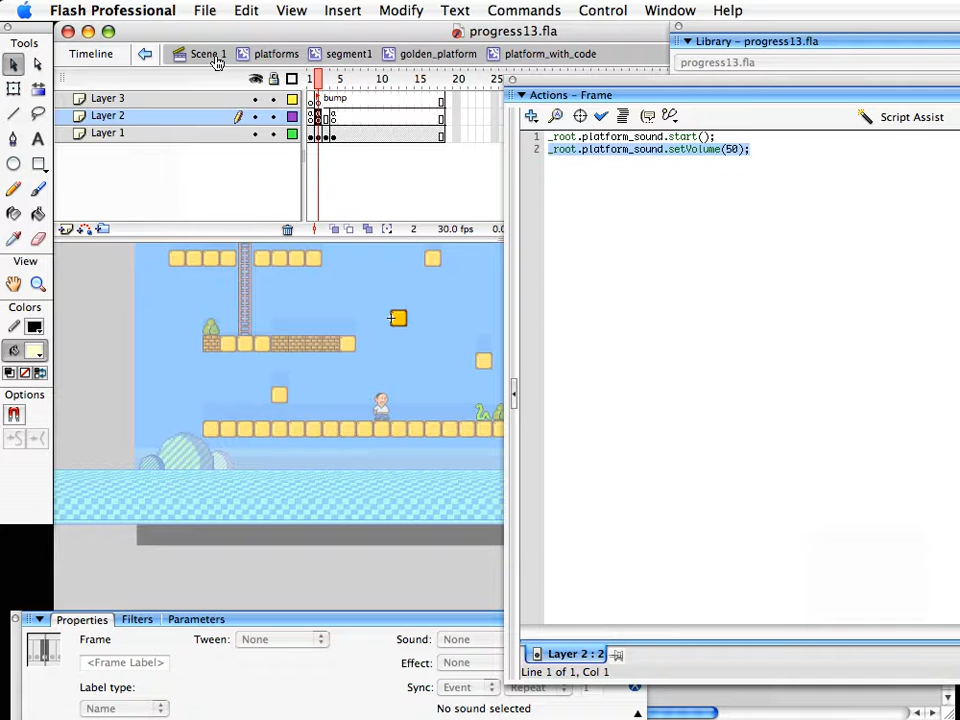 Flash Professional File Edit View Insert Modify Text Commands Control Window Help
progress13.fla
Library - progress13.fla
progress13.fla
Tools
Timeline
Scene 1 platforms segment1 golden_platform platform_with_code
1 5 10 15 20 25
Layer 3
bump
Layer 2
Layer 1
2 30.0 fps
Actions - Frame
Script Assist
1 _root.platform_sound.start();
2 _root.platform_sound.setVolume(50);
View
Colors
Options
Layer 2 : 2
Line 1 of 1, Col 1
Properties Filters Parameters
Frame
Tween: None
Sound: None
<Frame Label>
Effect: None
Label type:
Sync: Event Repeat 1
Name
No sound selected